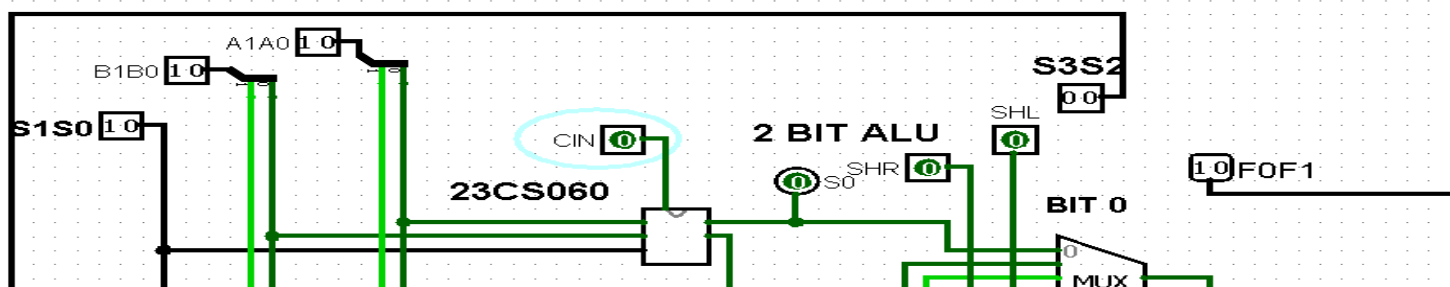 A1A0 1 0
B1B0 1 0
S3S2
0 0
S1S0 1 0
SHL
0
CIN 0
2 BIT ALU
SHR 0
1 0 F0F1
0 S0
23CS060
BIT 0
0
MUX